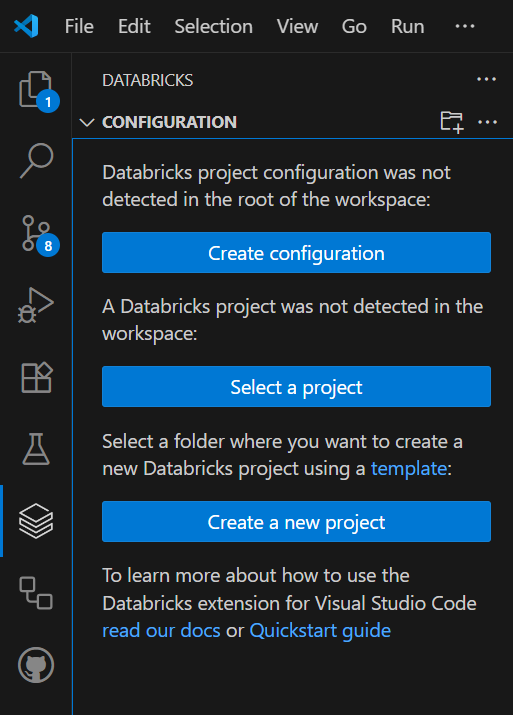 File Edit Selection View Go Run ···
DATABRICKS ···
1
CONFIGURATION ···
Databricks project configuration was not
detected in the root of the workspace:
8
Create configuration
A Databricks project was not detected in the
workspace:
Select a project
Select a folder where you want to create a
new Databricks project using a template:
Create a new project
To learn more about how to use the
Databricks extension for Visual Studio Code
read our docs or Quickstart guide